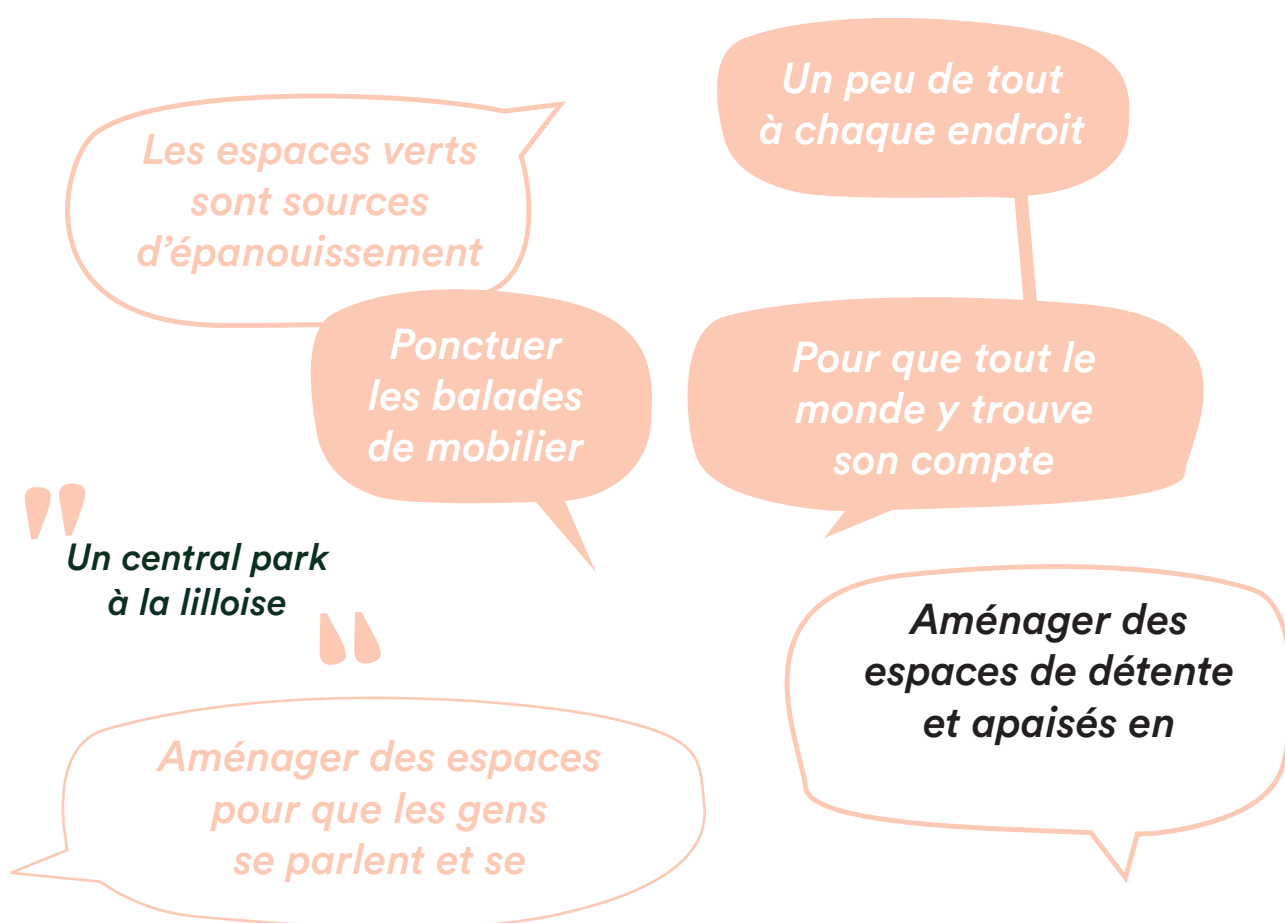 Un peu de tout
à chaque endroit
Les espaces verts
sont sources
d’épanouissement
Ponctuer
les balades
de mobilier
Pour que tout le
monde y trouve
son compte
"Un central park
à la lilloise"
Aménager des
espaces de détente
et apaisés en
Aménager des espaces
pour que les gens
se parlent et se